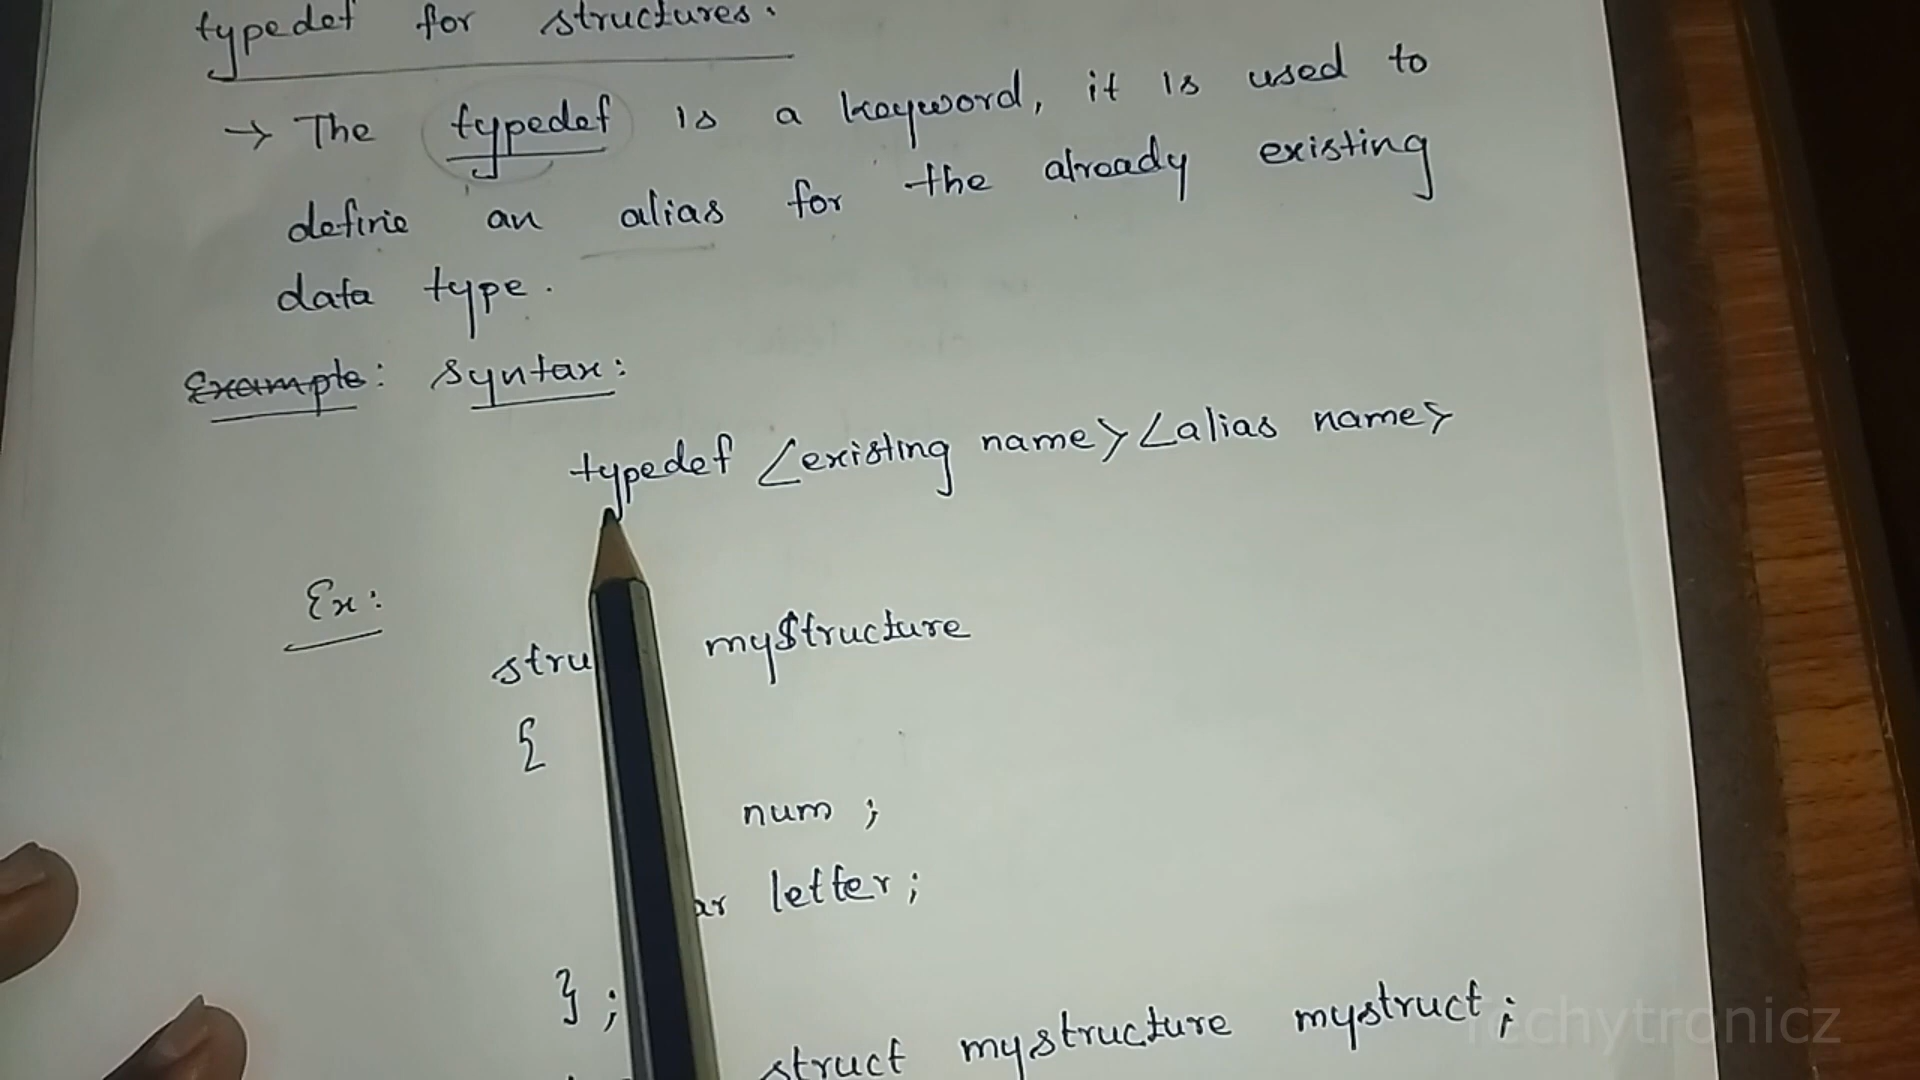 typedef for structures.
→ The typedef is a keyword, it is used to
define an alias for the already existing
data type.
Example: Syntax:
typedef <existing name> <alias name>
Ex:
stru myStructure
{
num ;
ar letter;
} ;
struct mystructure mystruct ;
Techytronicz